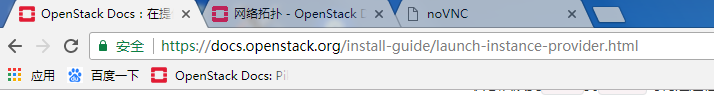 OpenStack Docs：在提 网络拓扑 - OpenStack D noVNC
安全 https://docs.openstack.org/install-guide/launch-instance-provider.html
应用 百度一下 OpenStack Docs: Pi